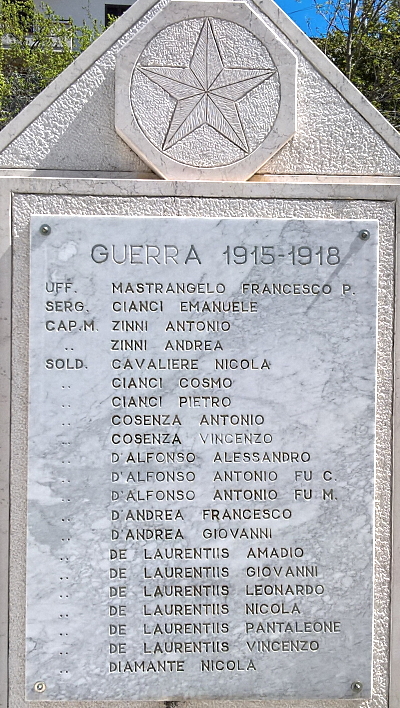 GUERRA 1915-1918
UFF. MASTRANGELO FRANCESCO P.
SERG. CIANCI EMANUELE
CAP.M. ZINNI ANTONIO
.. ZINNI ANDREA
SOLD. CAVALIERE NICOLA
.. CIANCI COSMO
.. CIANCI PIETRO
.. COSENZA ANTONIO
.. COSENZA VINCENZO
.. D'ALFONSO ALESSANDRO
.. D'ALFONSO ANTONIO FU C.
.. D'ALFONSO ANTONIO FU M.
.. D'ANDREA FRANCESCO
.. D'ANDREA GIOVANNI
.. DE LAURENTIIS AMADIO
.. DE LAURENTIIS GIOVANNI
.. DE LAURENTIIS LEONARDO
.. DE LAURENTIIS NICOLA
.. DE LAURENTIIS PANTALEONE
.. DE LAURENTIIS VINCENZO
.. DIAMANTE NICOLA